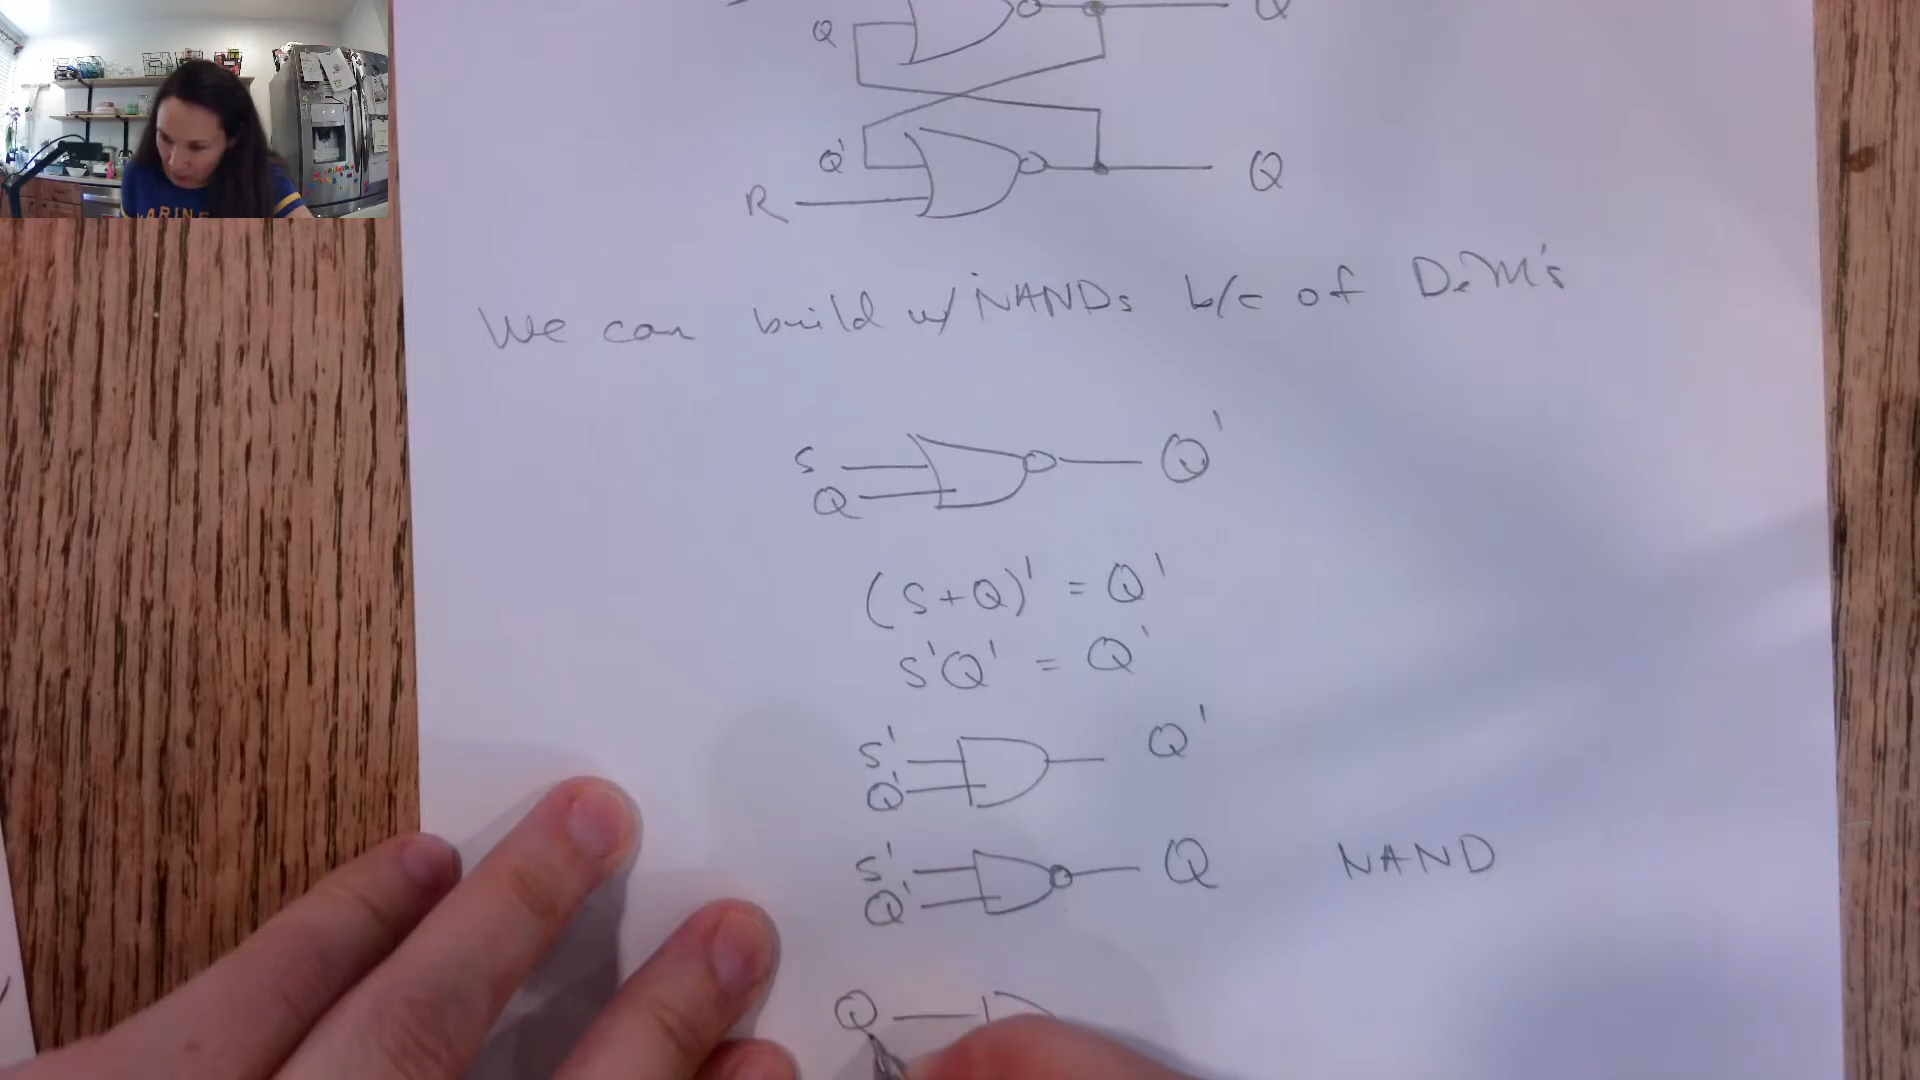 Q Q
Q' Q
R
We can build w/ NANDs b/c of DeM's
S Q'
Q
(S+Q)' = Q'
S'Q' = Q'
S' Q'
Q'
S' Q NAND
Q'
Q